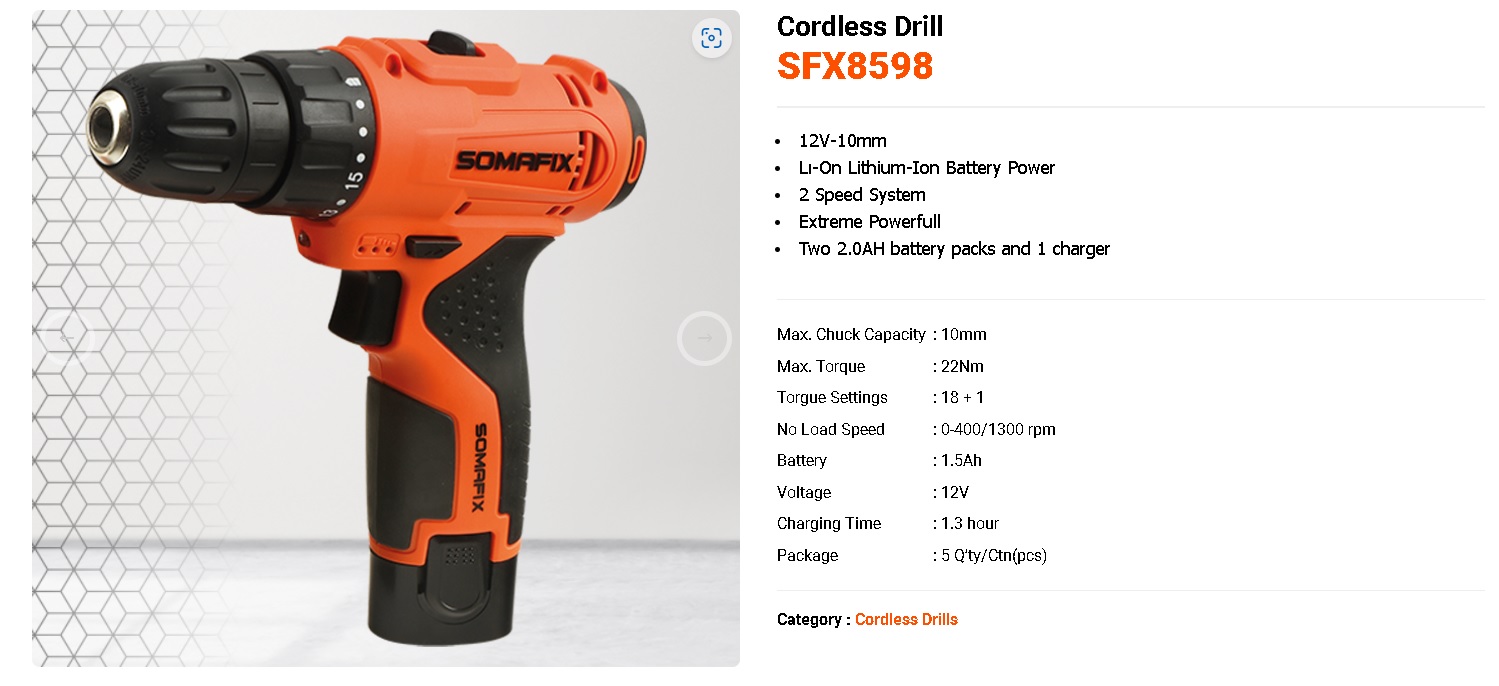 Cordless Drill
SFX8598
SOMAFIX
15
SOMAFIX
• 12V-10mm
• Lı-On Lithium-Ion Battery Power
• 2 Speed System
• Extreme Powerfull
• Two 2.0AH battery packs and 1 charger
Max. Chuck Capacity : 10mm
Max. Torque : 22Nm
Torgue Settings : 18 + 1
No Load Speed : 0-400/1300 rpm
Battery : 1.5Ah
Voltage : 12V
Charging Time : 1.3 hour
Package : 5 Q'ty/Ctn(pcs)
Category : Cordless Drills